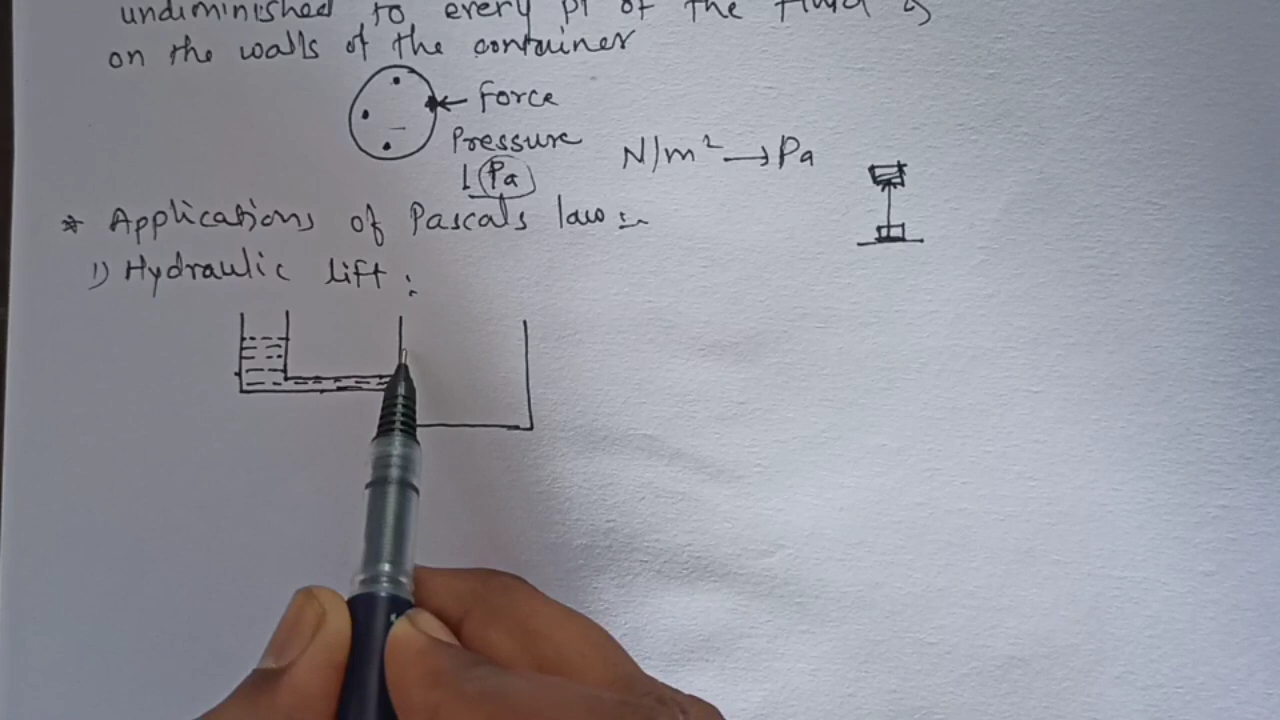 undiminished to every pt of the fluid &
on the walls of the container
Force
Pressure
1 Pa
N/m² → Pa
* Applications of Pascals law :-
1) Hydraulic lift :